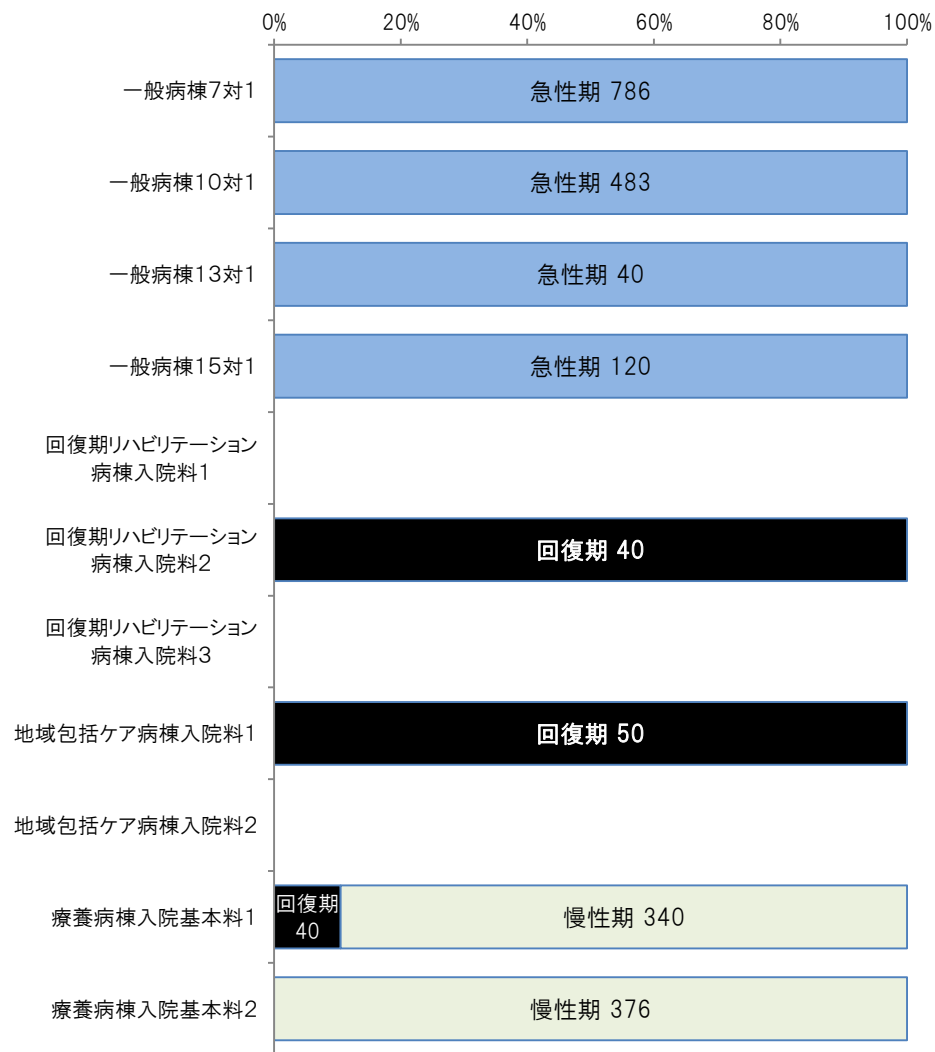 0% 20% 40% 60% 80% 100%
一般病棟7対1
急性期 786
一般病棟10対1
急性期 483
一般病棟13対1
急性期 40
一般病棟15対1
急性期 120
回復期リハビリテーション
病棟入院料1
回復期リハビリテーション
病棟入院料2
回復期 40
回復期リハビリテーション
病棟入院料3
地域包括ケア病棟入院料1
回復期 50
地域包括ケア病棟入院料2
療養病棟入院基本料1
回復期
40
慢性期 340
療養病棟入院基本料2
慢性期 376